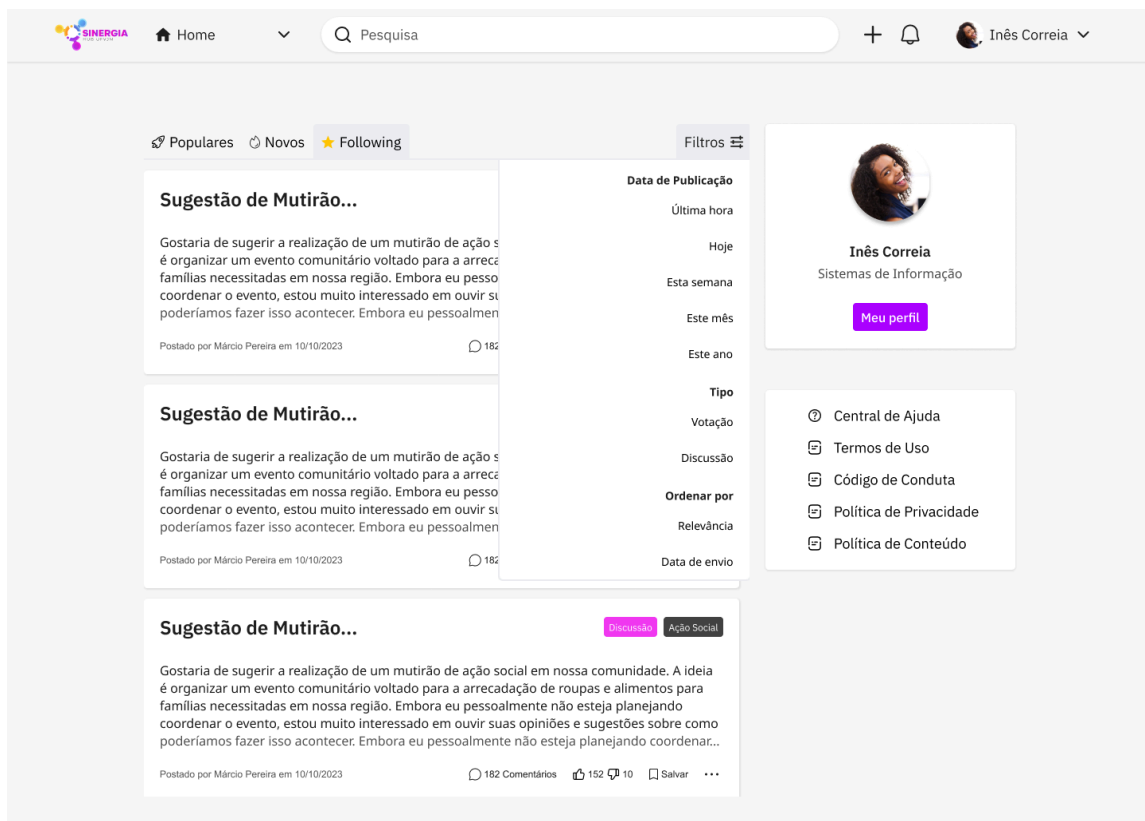 SINERGIA
HUB UFVJM
Home
Pesquisa
Inês Correia
Populares
Novos
Following
Filtros
Data de Publicação
Última hora
Hoje
Esta semana
Este mês
Este ano
Tipo
Votação
Discussão
Ordenar por
Relevância
Data de envio
Sugestão de Mutirão...
Gostaria de sugerir a realização de um mutirão de ação s
é organizar um evento comunitário voltado para a arreca
famílias necessitadas em nossa região. Embora eu pesso
coordenar o evento, estou muito interessado em ouvir su
poderíamos fazer isso acontecer. Embora eu pessoalmen
Postado por Márcio Pereira em 10/10/2023
182
Sugestão de Mutirão...
Gostaria de sugerir a realização de um mutirão de ação s
é organizar um evento comunitário voltado para a arreca
famílias necessitadas em nossa região. Embora eu pesso
coordenar o evento, estou muito interessado em ouvir su
poderíamos fazer isso acontecer. Embora eu pessoalmen
Postado por Márcio Pereira em 10/10/2023
182
Sugestão de Mutirão...
Discussão
Ação Social
Gostaria de sugerir a realização de um mutirão de ação social em nossa comunidade. A ideia
é organizar um evento comunitário voltado para a arrecadação de roupas e alimentos para
famílias necessitadas em nossa região. Embora eu pessoalmente não esteja planejando
coordenar o evento, estou muito interessado em ouvir suas opiniões e sugestões sobre como
poderíamos fazer isso acontecer. Embora eu pessoalmente não esteja planejando coordenar...
Postado por Márcio Pereira em 10/10/2023
182 Comentários
152
10
Salvar
Inês Correia
Sistemas de Informação
Meu perfil
Central de Ajuda
Termos de Uso
Código de Conduta
Política de Privacidade
Política de Conteúdo